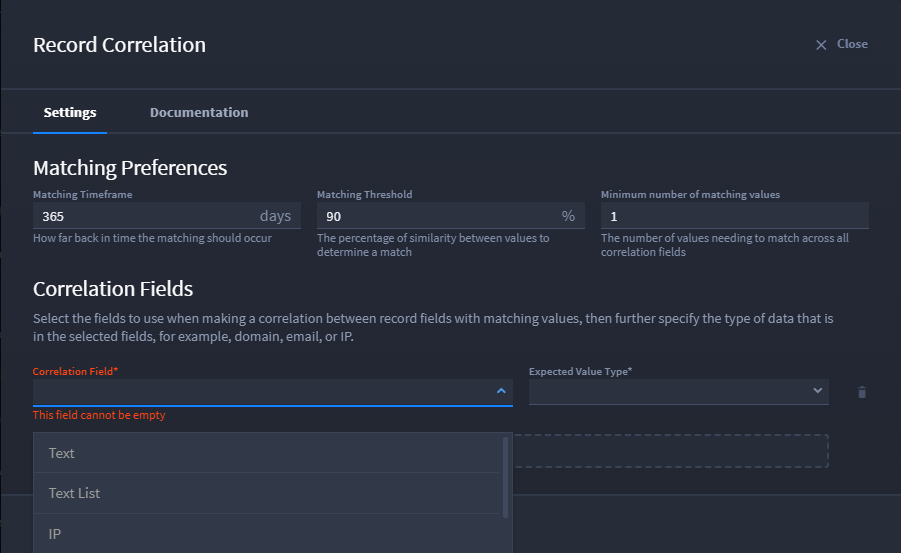 Record Correlation
Close
Settings
Documentation
Matching Preferences
Matching Timeframe
365
days
How far back in time the matching should occur
Matching Threshold
90
%
The percentage of similarity between values to
determine a match
Minimum number of matching values
1
The number of values needing to match across all
correlation fields
Correlation Fields
Select the fields to use when making a correlation between record fields with matching values, then further specify the type of data that is
in the selected fields, for example, domain, email, or IP.
Correlation Field*
This field cannot be empty
Expected Value Type*
Text
Text List
IP